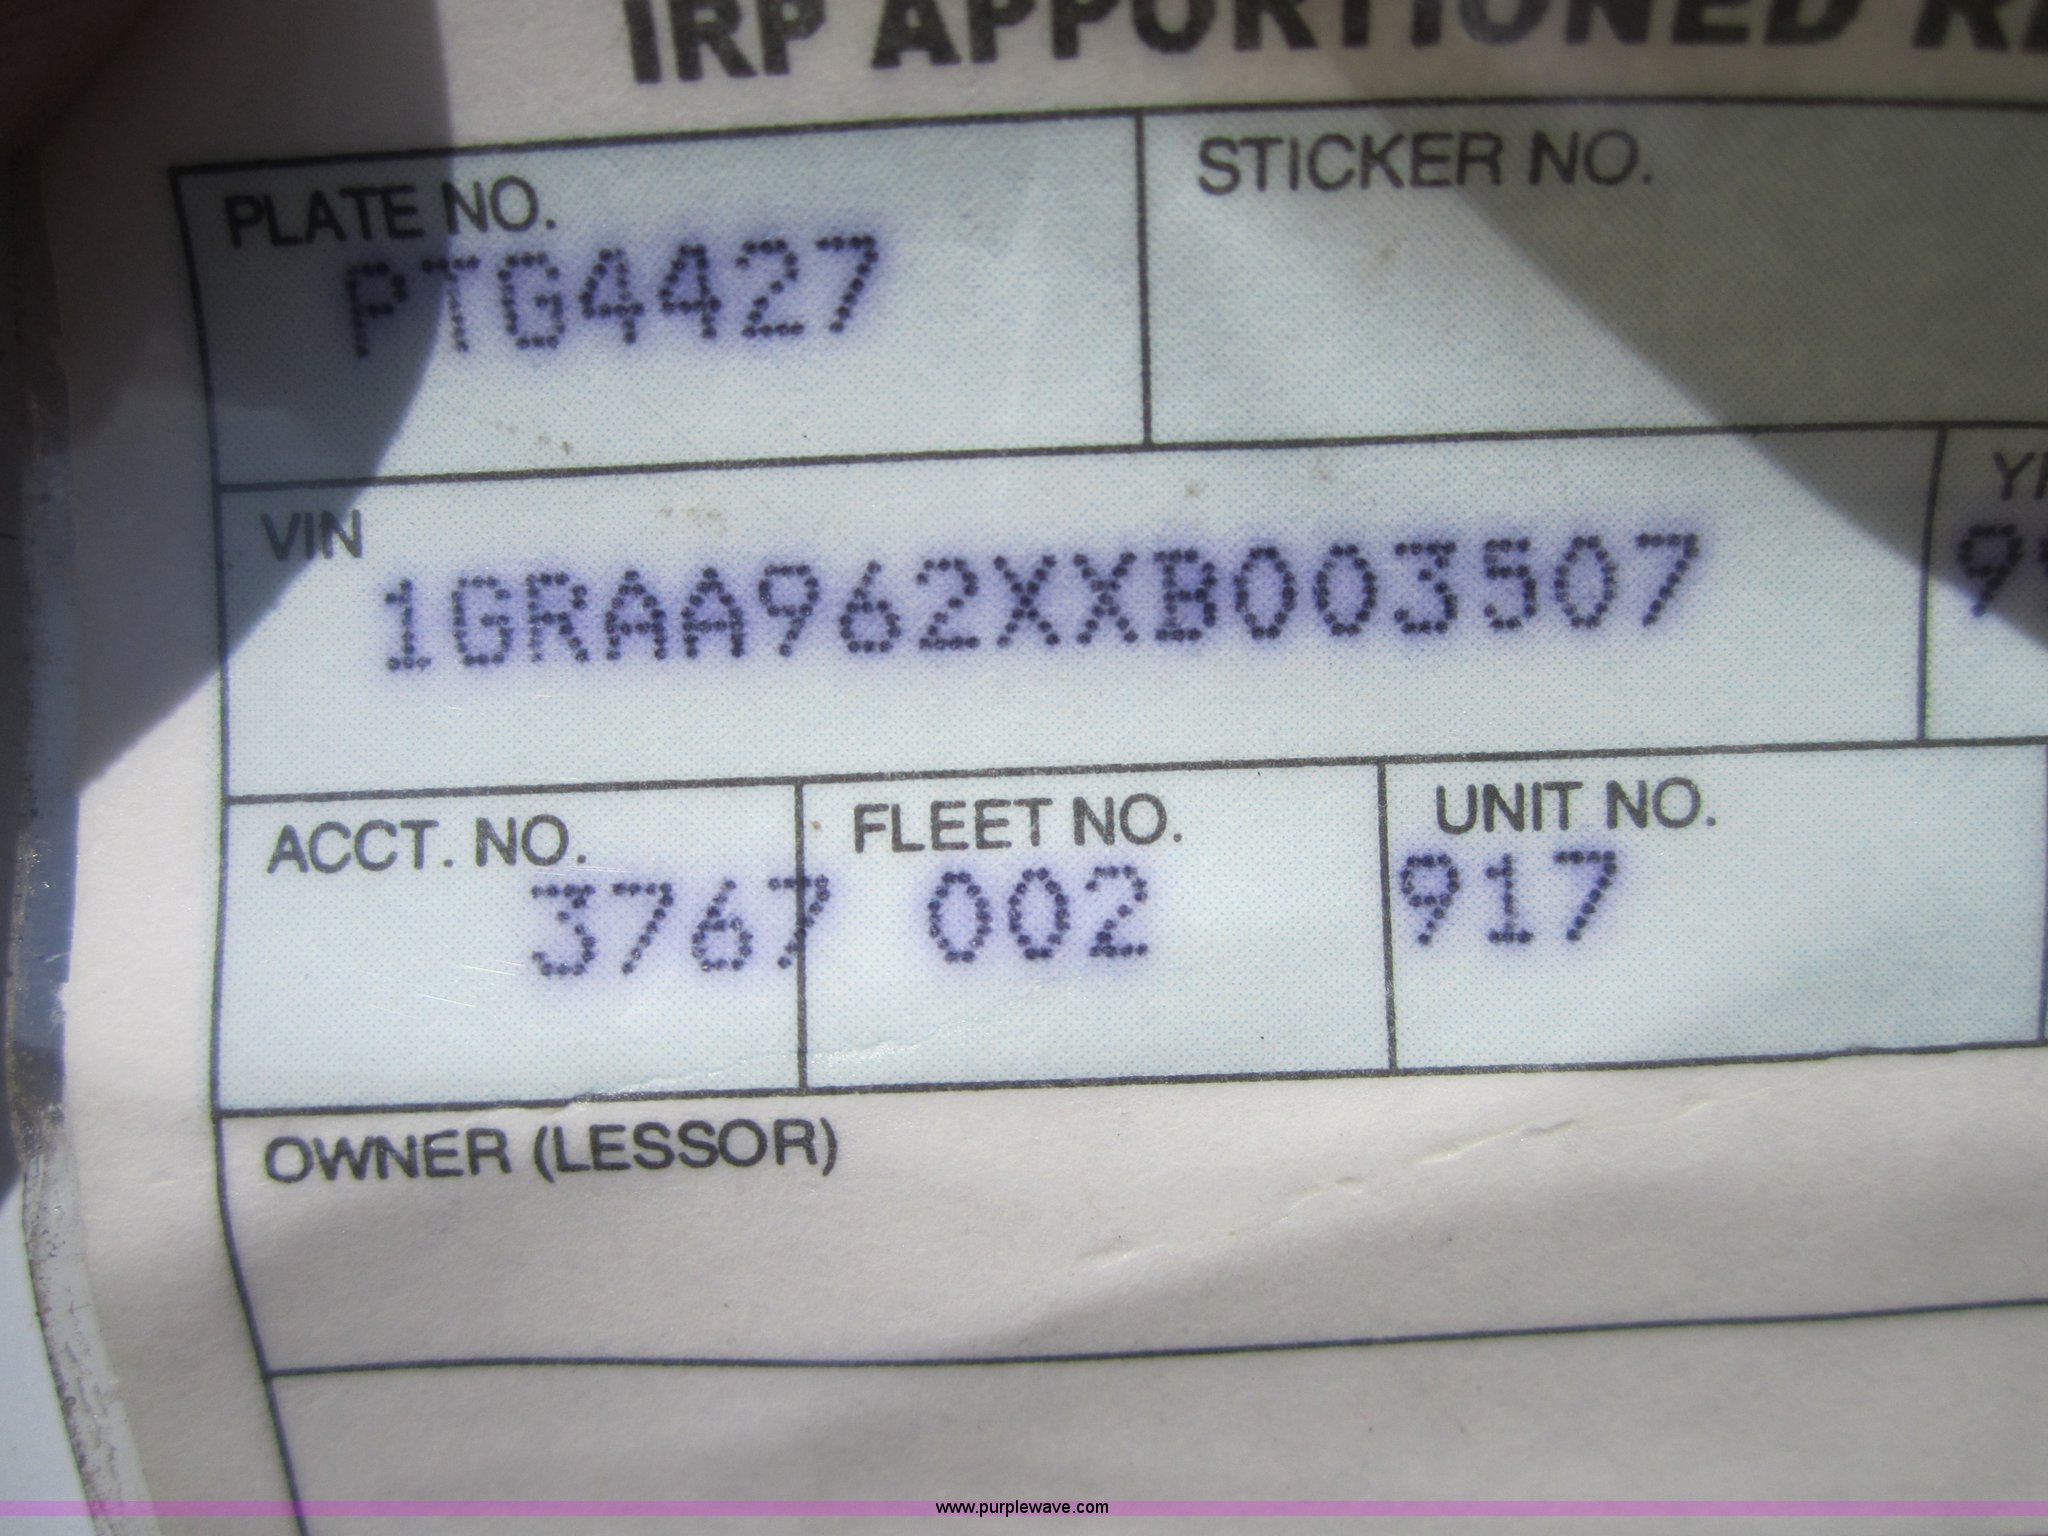 IRP APPORTIONED
PLATE NO.
STICKER NO.
PTG4427
VIN
1GRAA962XXB003507
ACCT. NO.
FLEET NO.
UNIT NO.
3767
002
917
OWNER (LESSOR)
www.purplewave.com